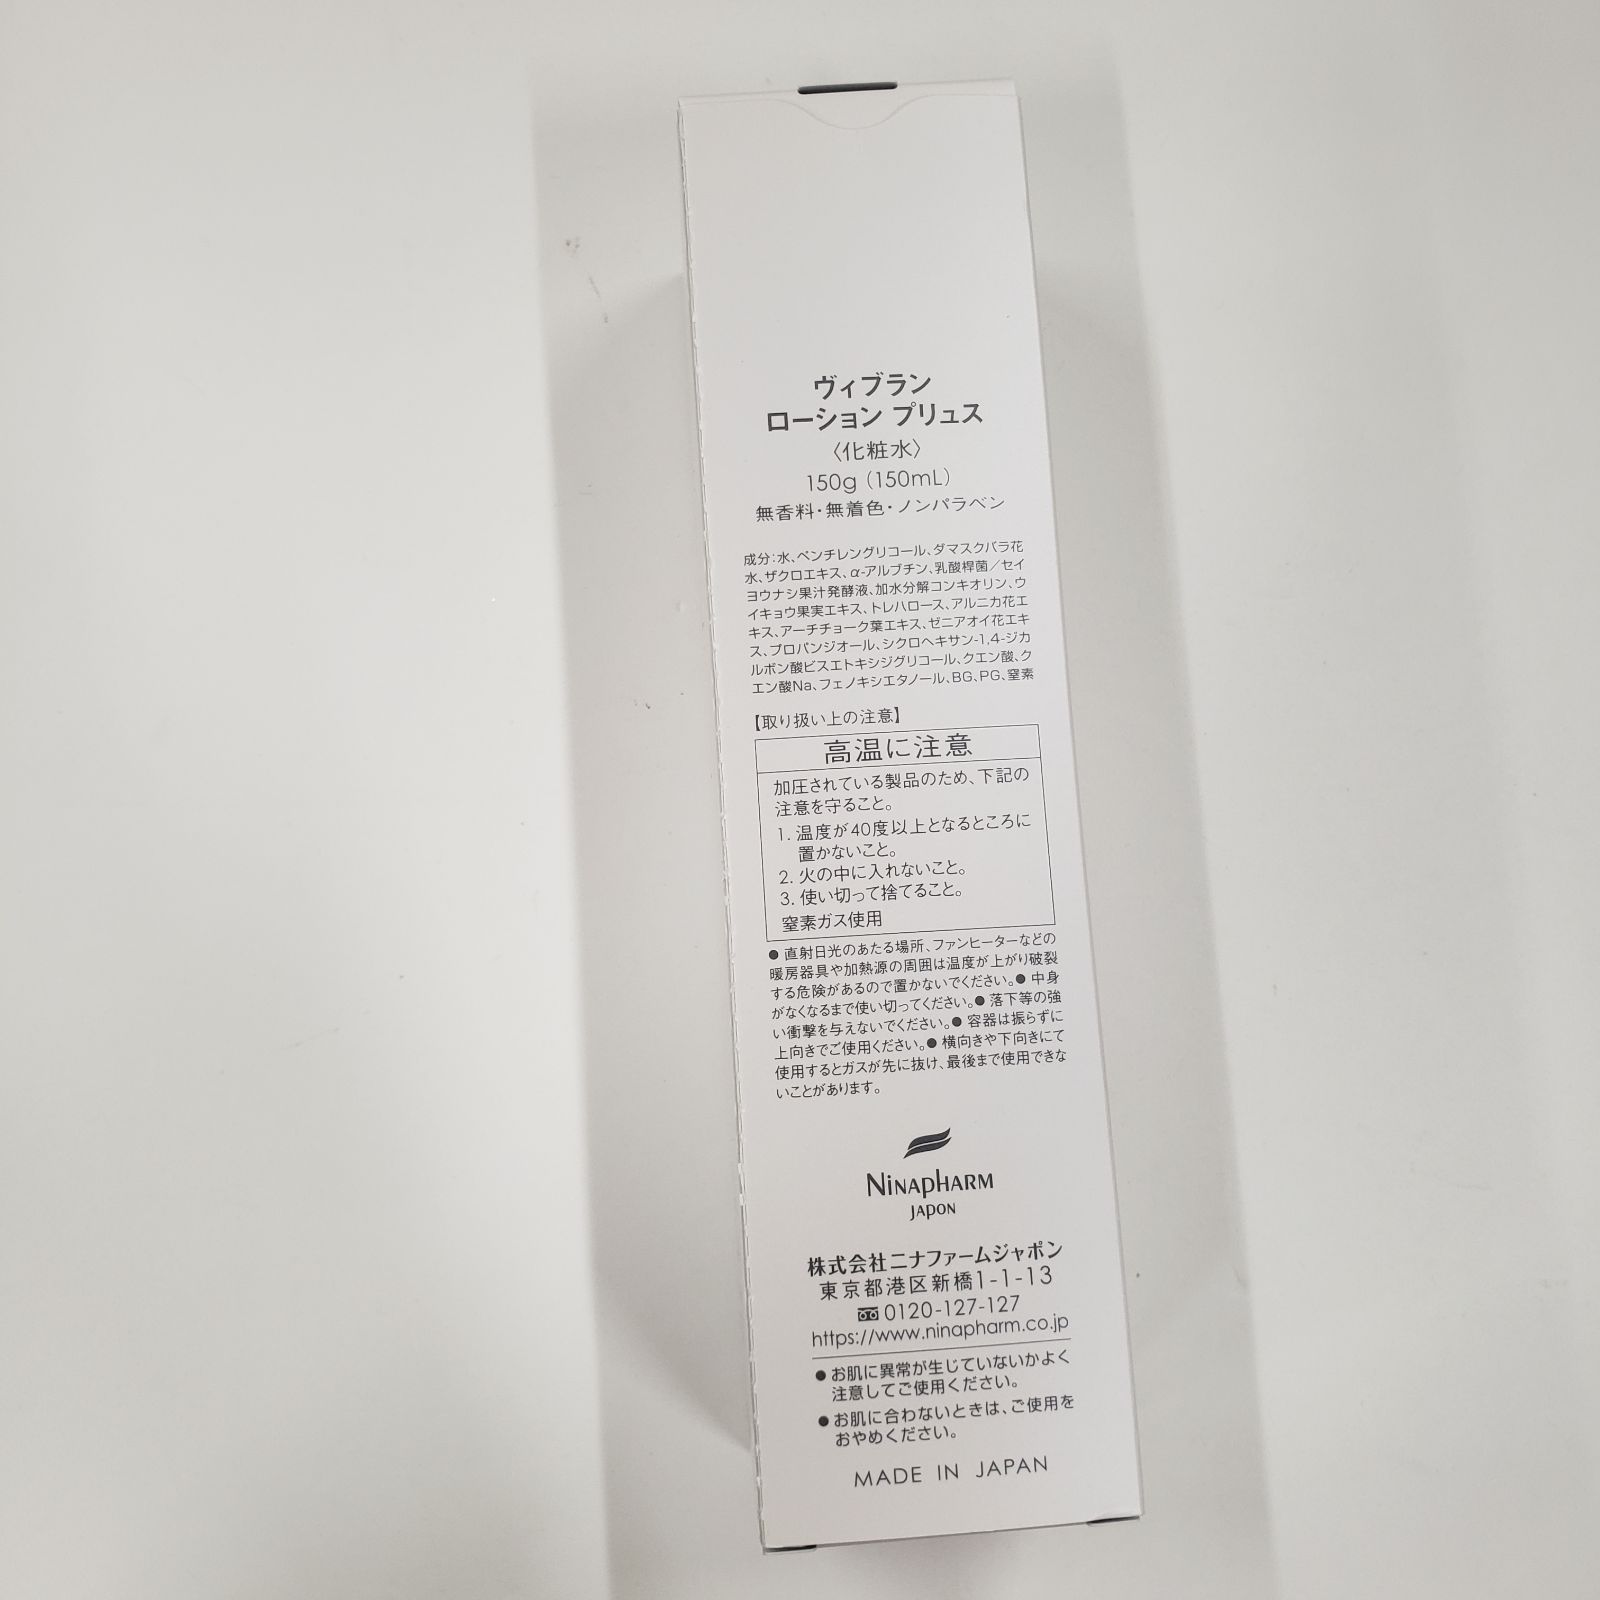 ヴィブラン
ローション プリュス
〈化粧水〉
150g（150mL）
無香料・無着色・ノンパラベン
成分：水、ペンチレングリコール、ダマスクバラ花
水、ザクロエキス、α-アルブチン、乳酸桿菌／セイ
ヨウナシ果汁発酵液、加水分解コンキオリン、ウ
イキョウ果実エキス、トレハロース、アルニカ花エ
キス、アーチチョーク葉エキス、ゼニアオイ花エキ
ス、プロパンジオール、シクロヘキサン-1,4-ジカ
ルボン酸ビスエトキシジグリコール、クエン酸、ク
エン酸Na、フェノキシエタノール、BG、PG、窒素
【取り扱い上の注意】
高温に注意
加圧されている製品のため、下記の
注意を守ること。
1. 温度が40度以上となるところに
置かないこと。
2. 火の中に入れないこと。
3. 使い切って捨てること。
窒素ガス使用
● 直射日光のあたる場所、ファンヒーターなどの
暖房器具や加熱源の周囲は温度が上がり破裂
する危険があるので置かないでください。● 中身
がなくなるまで使い切ってください。● 落下等の強
い衝撃を与えないでください。● 容器は振らずに
上向きでご使用ください。● 横向きや下向きにて
使用するとガスが先に抜け、最後まで使用できな
いことがあります。
NINAPHARM
JAPON
株式会社ニナファームジャポン
東京都港区新橋1-1-13
0120-127-127
https://www.ninapharm.co.jp
● お肌に異常が生じていないかよく
注意してご使用ください。
● お肌に合わないときは、ご使用を
おやめください。
MADE IN JAPAN